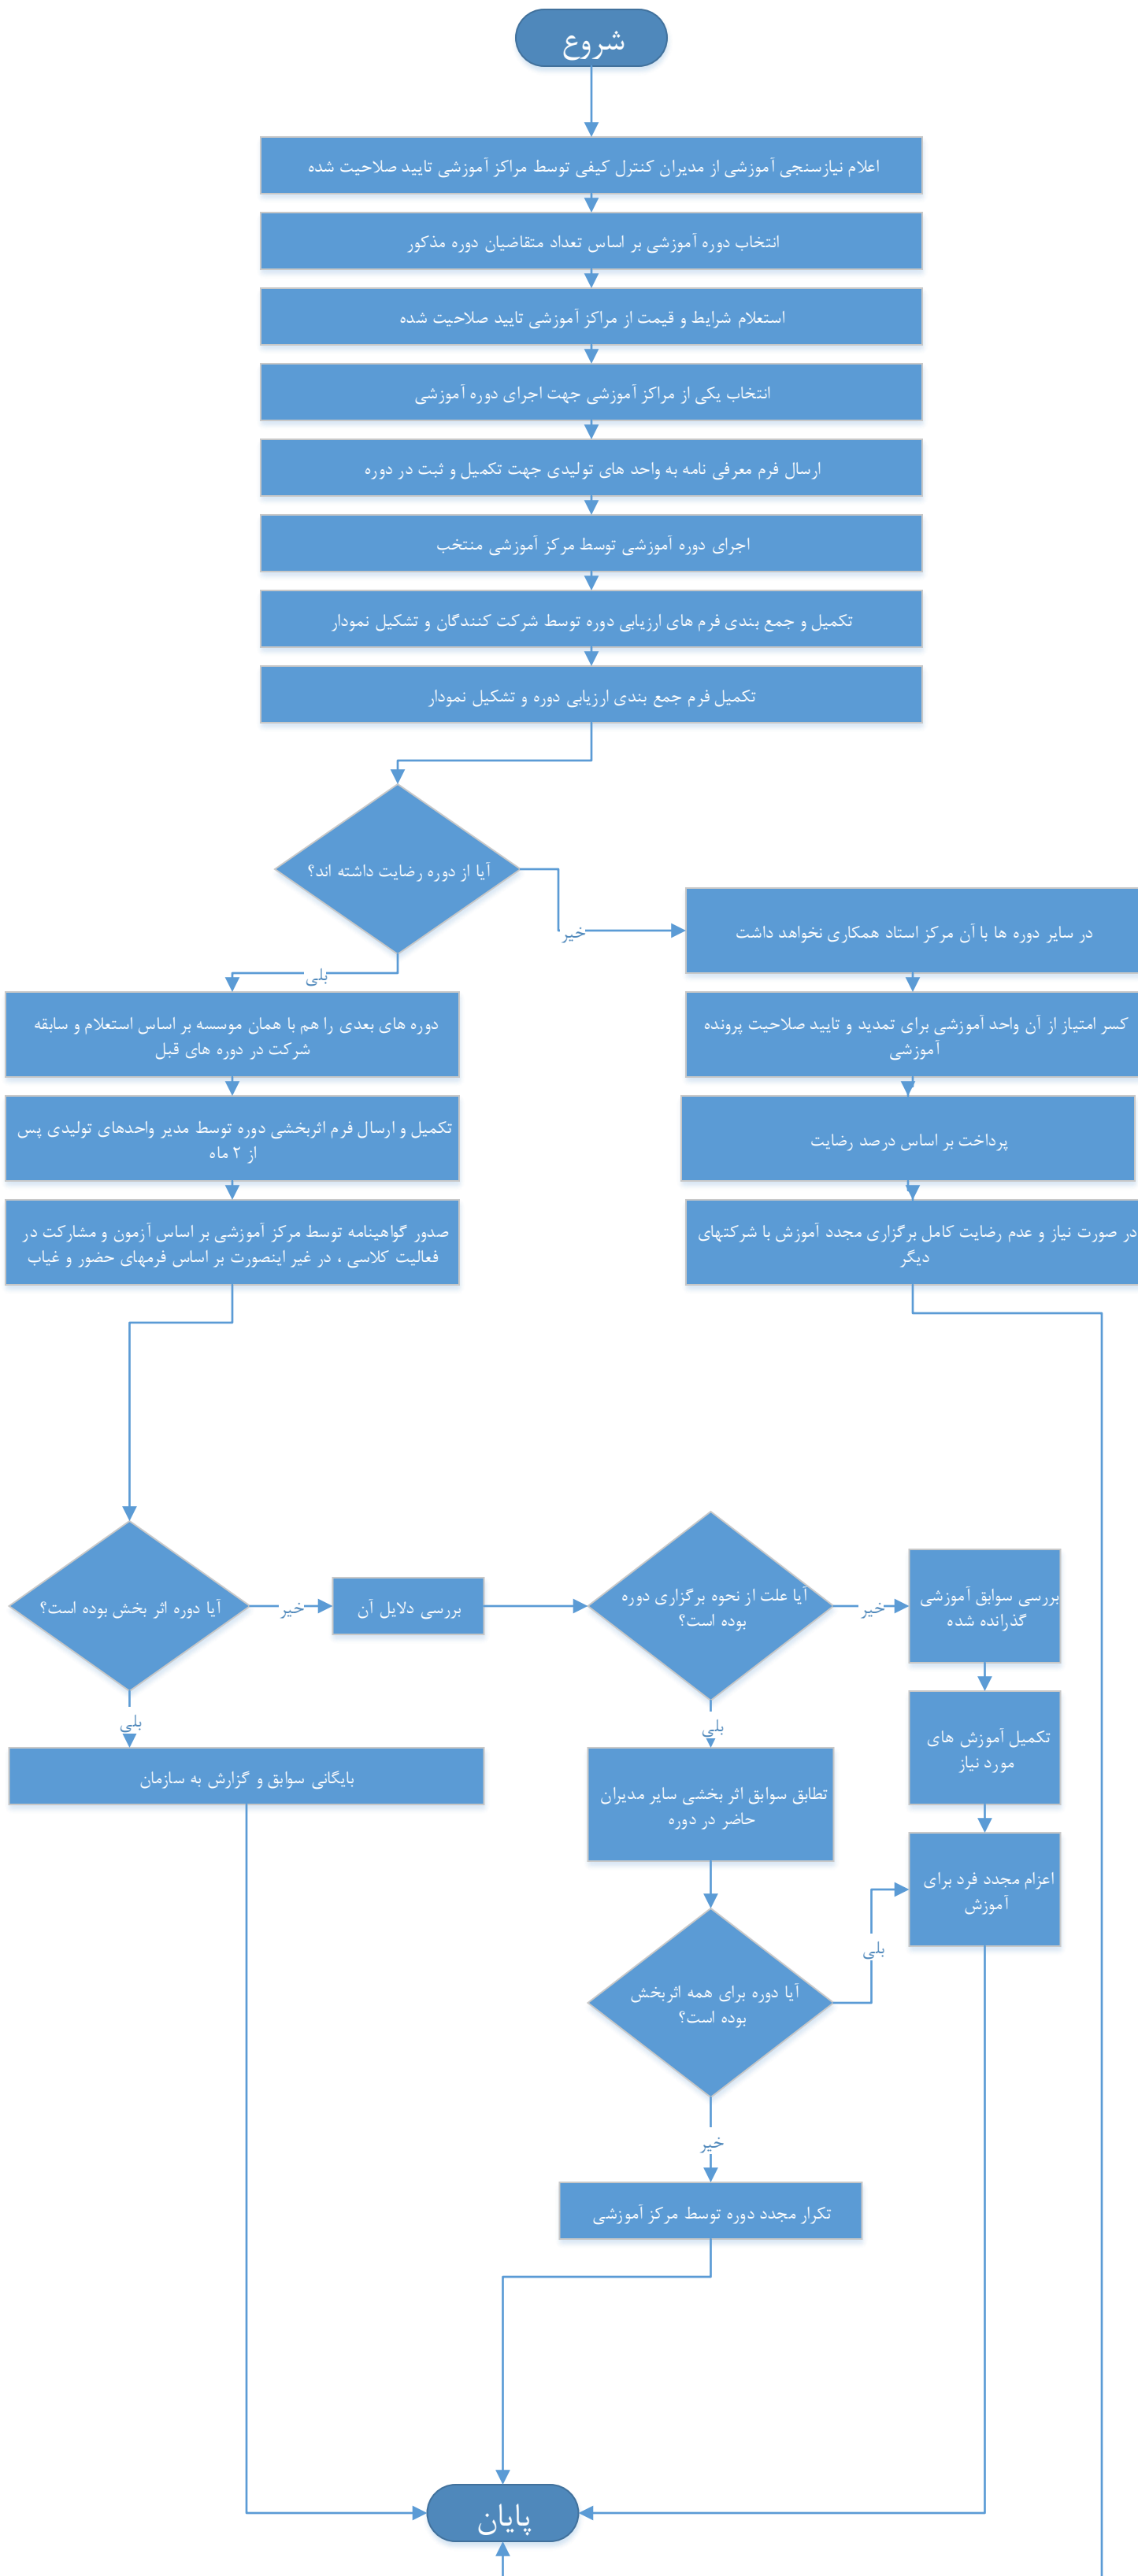 شروع
اعلام نیازسنجی آموزشی از مدیران کنترل کیفی توسط مراکز آموزشی تایید صلاحیت شده
انتخاب دوره آموزشی بر اساس تعداد متقاضیان دوره مذکور
استعلام شرایط و قیمت از مراکز آموزشی تایید صلاحیت شده
انتخاب یکی از مراکز آموزشی جهت اجرای دوره آموزشی
ارسال فرم معرفی نامه به واحد های تولیدی جهت تکمیل و ثبت در دوره
اجرای دوره آموزشی توسط مرکز آموزشی منتخب
تکمیل و جمع بندی فرم های ارزیابی دوره توسط شرکت کنندگان و تشکیل نمودار
تکمیل فرم جمع بندی ارزیابی دوره و تشکیل نمودار
آیا از دوره رضایت داشته اند؟
خیر
در سایر دوره ها با آن مرکز استاد همکاری نخواهد داشت
کسر امتیاز از آن واحد آموزشی برای تمدید و تایید صلاحیت پرونده
آموزشی
پرداخت بر اساس درصد رضایت
در صورت نیاز و عدم رضایت کامل برگزاری مجدد آموزش با شرکتهای
دیگر
بلی
دوره های بعدی را هم با همان موسسه بر اساس استعلام و سابقه
شرکت در دوره های قبل
تکمیل و ارسال فرم اثربخشی دوره توسط مدیر واحدهای تولیدی پس
از ۲ ماه
صدور گواهینامه توسط مرکز آموزشی بر اساس آزمون و مشارکت در
فعالیت کلاسی ، در غیر اینصورت بر اساس فرمهای حضور و غیاب
آیا دوره اثر بخش بوده است؟
خیر
بررسی دلایل آن
آیا علت از نحوه برگزاری دوره
بوده است؟
خیر
بررسی سوابق آموزشی
گذرانده شده
تکمیل آموزش های
مورد نیاز
اعزام مجدد فرد برای
آموزش
بلی
بایگانی سوابق و گزارش به سازمان
بلی
تطابق سوابق اثر بخشی سایر مدیران
حاضر در دوره
آیا دوره برای همه اثربخش
بوده است؟
بلی
خیر
تکرار مجدد دوره توسط مرکز آموزشی
پایان